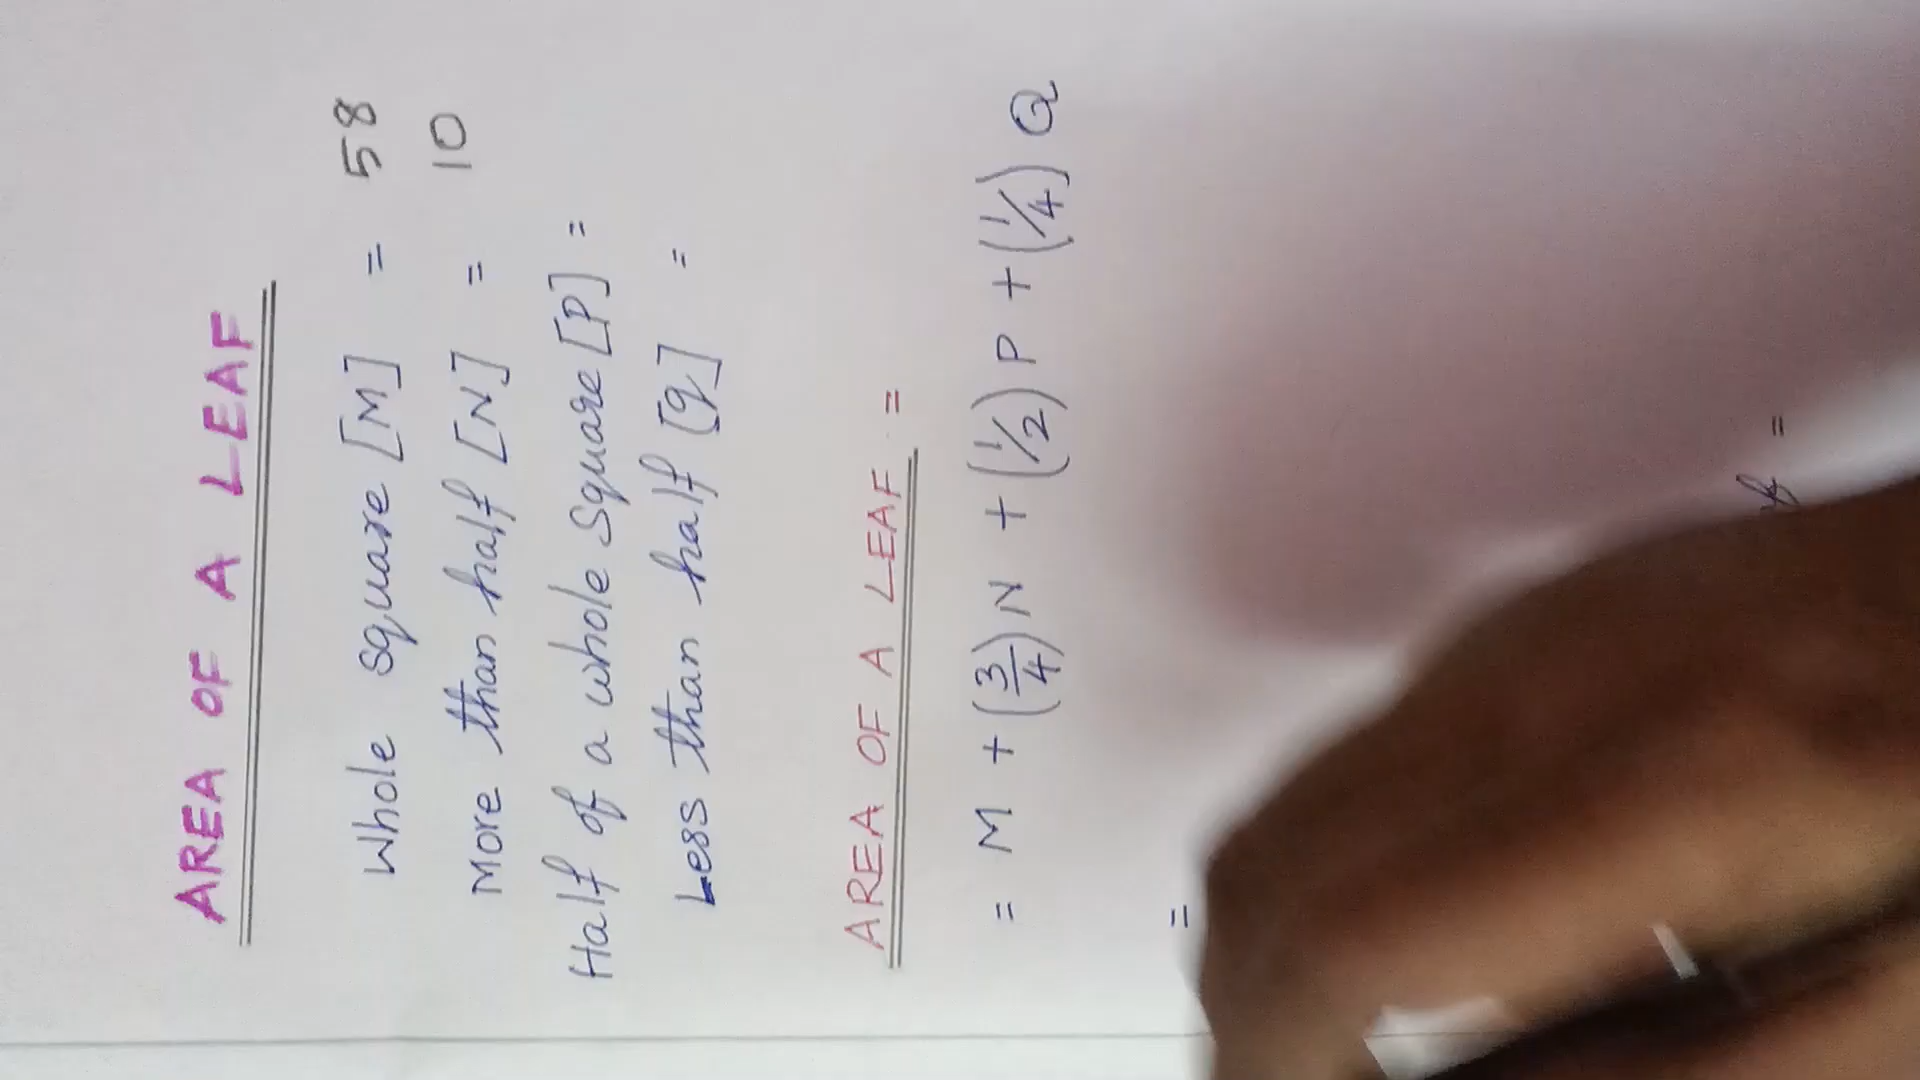 AREA OF A LEAF
Whole square [M] = 58
More than half [N] = 10
Half of a whole Square [P] =
Less than half [q] =
AREA OF A LEAF =
= M + (3/4) N + (1/2) P + (1/4) Q
=
=